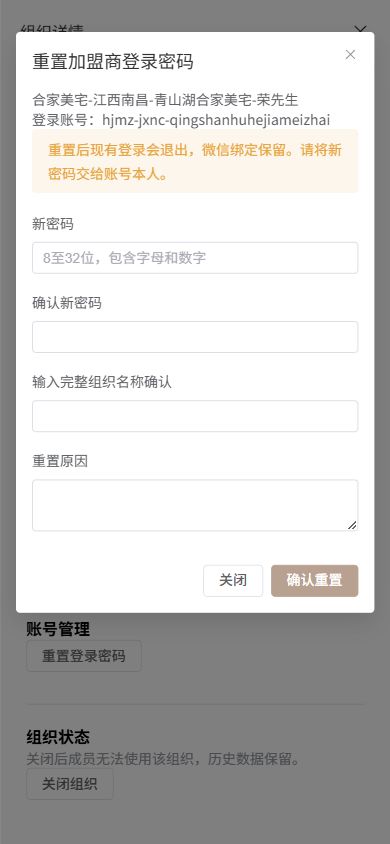 组织详情
重置加盟商登录密码
合家美宅-江西南昌-青山湖合家美宅-荣先生
登录账号：hjmz-jxnc-qingshanhuhejiameizhai
重置后现有登录会退出，微信绑定保留。请将新
密码交给账号本人。
新密码
8至32位，包含字母和数字
确认新密码
输入完整组织名称确认
重置原因
关闭
确认重置
账号管理
重置登录密码
组织状态
关闭后成员无法使用该组织，历史数据保留。
关闭组织